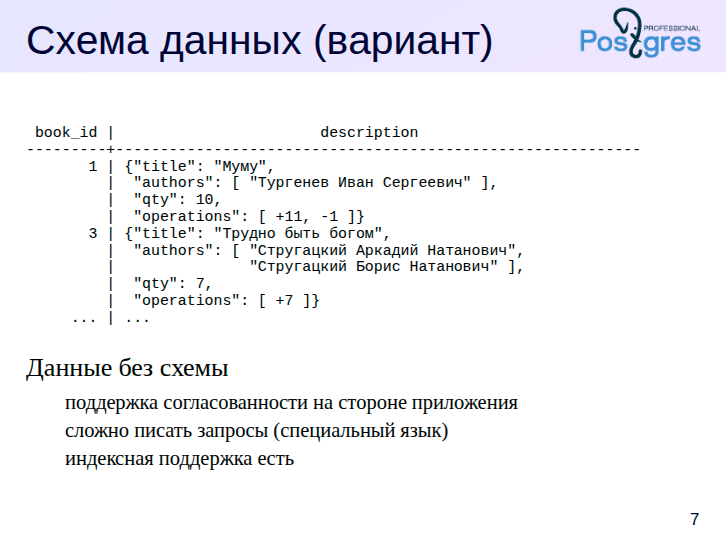 Схема данных (вариант)
PROFESSIONAL
Postgres
book_id | description
---------+-----------------------------------------------------------
1 | {"title": "Муму",
| "authors": [ "Тургенев Иван Сергеевич" ],
| "qty": 10,
| "operations": [ +11, -1 ]}
3 | {"title": "Трудно быть богом",
| "authors": [ "Стругацкий Аркадий Натанович",
| "Стругацкий Борис Натанович" ],
| "qty": 7,
| "operations": [ +7 ]}
... | ...
Данные без схемы
поддержка согласованности на стороне приложения
сложно писать запросы (специальный язык)
индексная поддержка есть
7